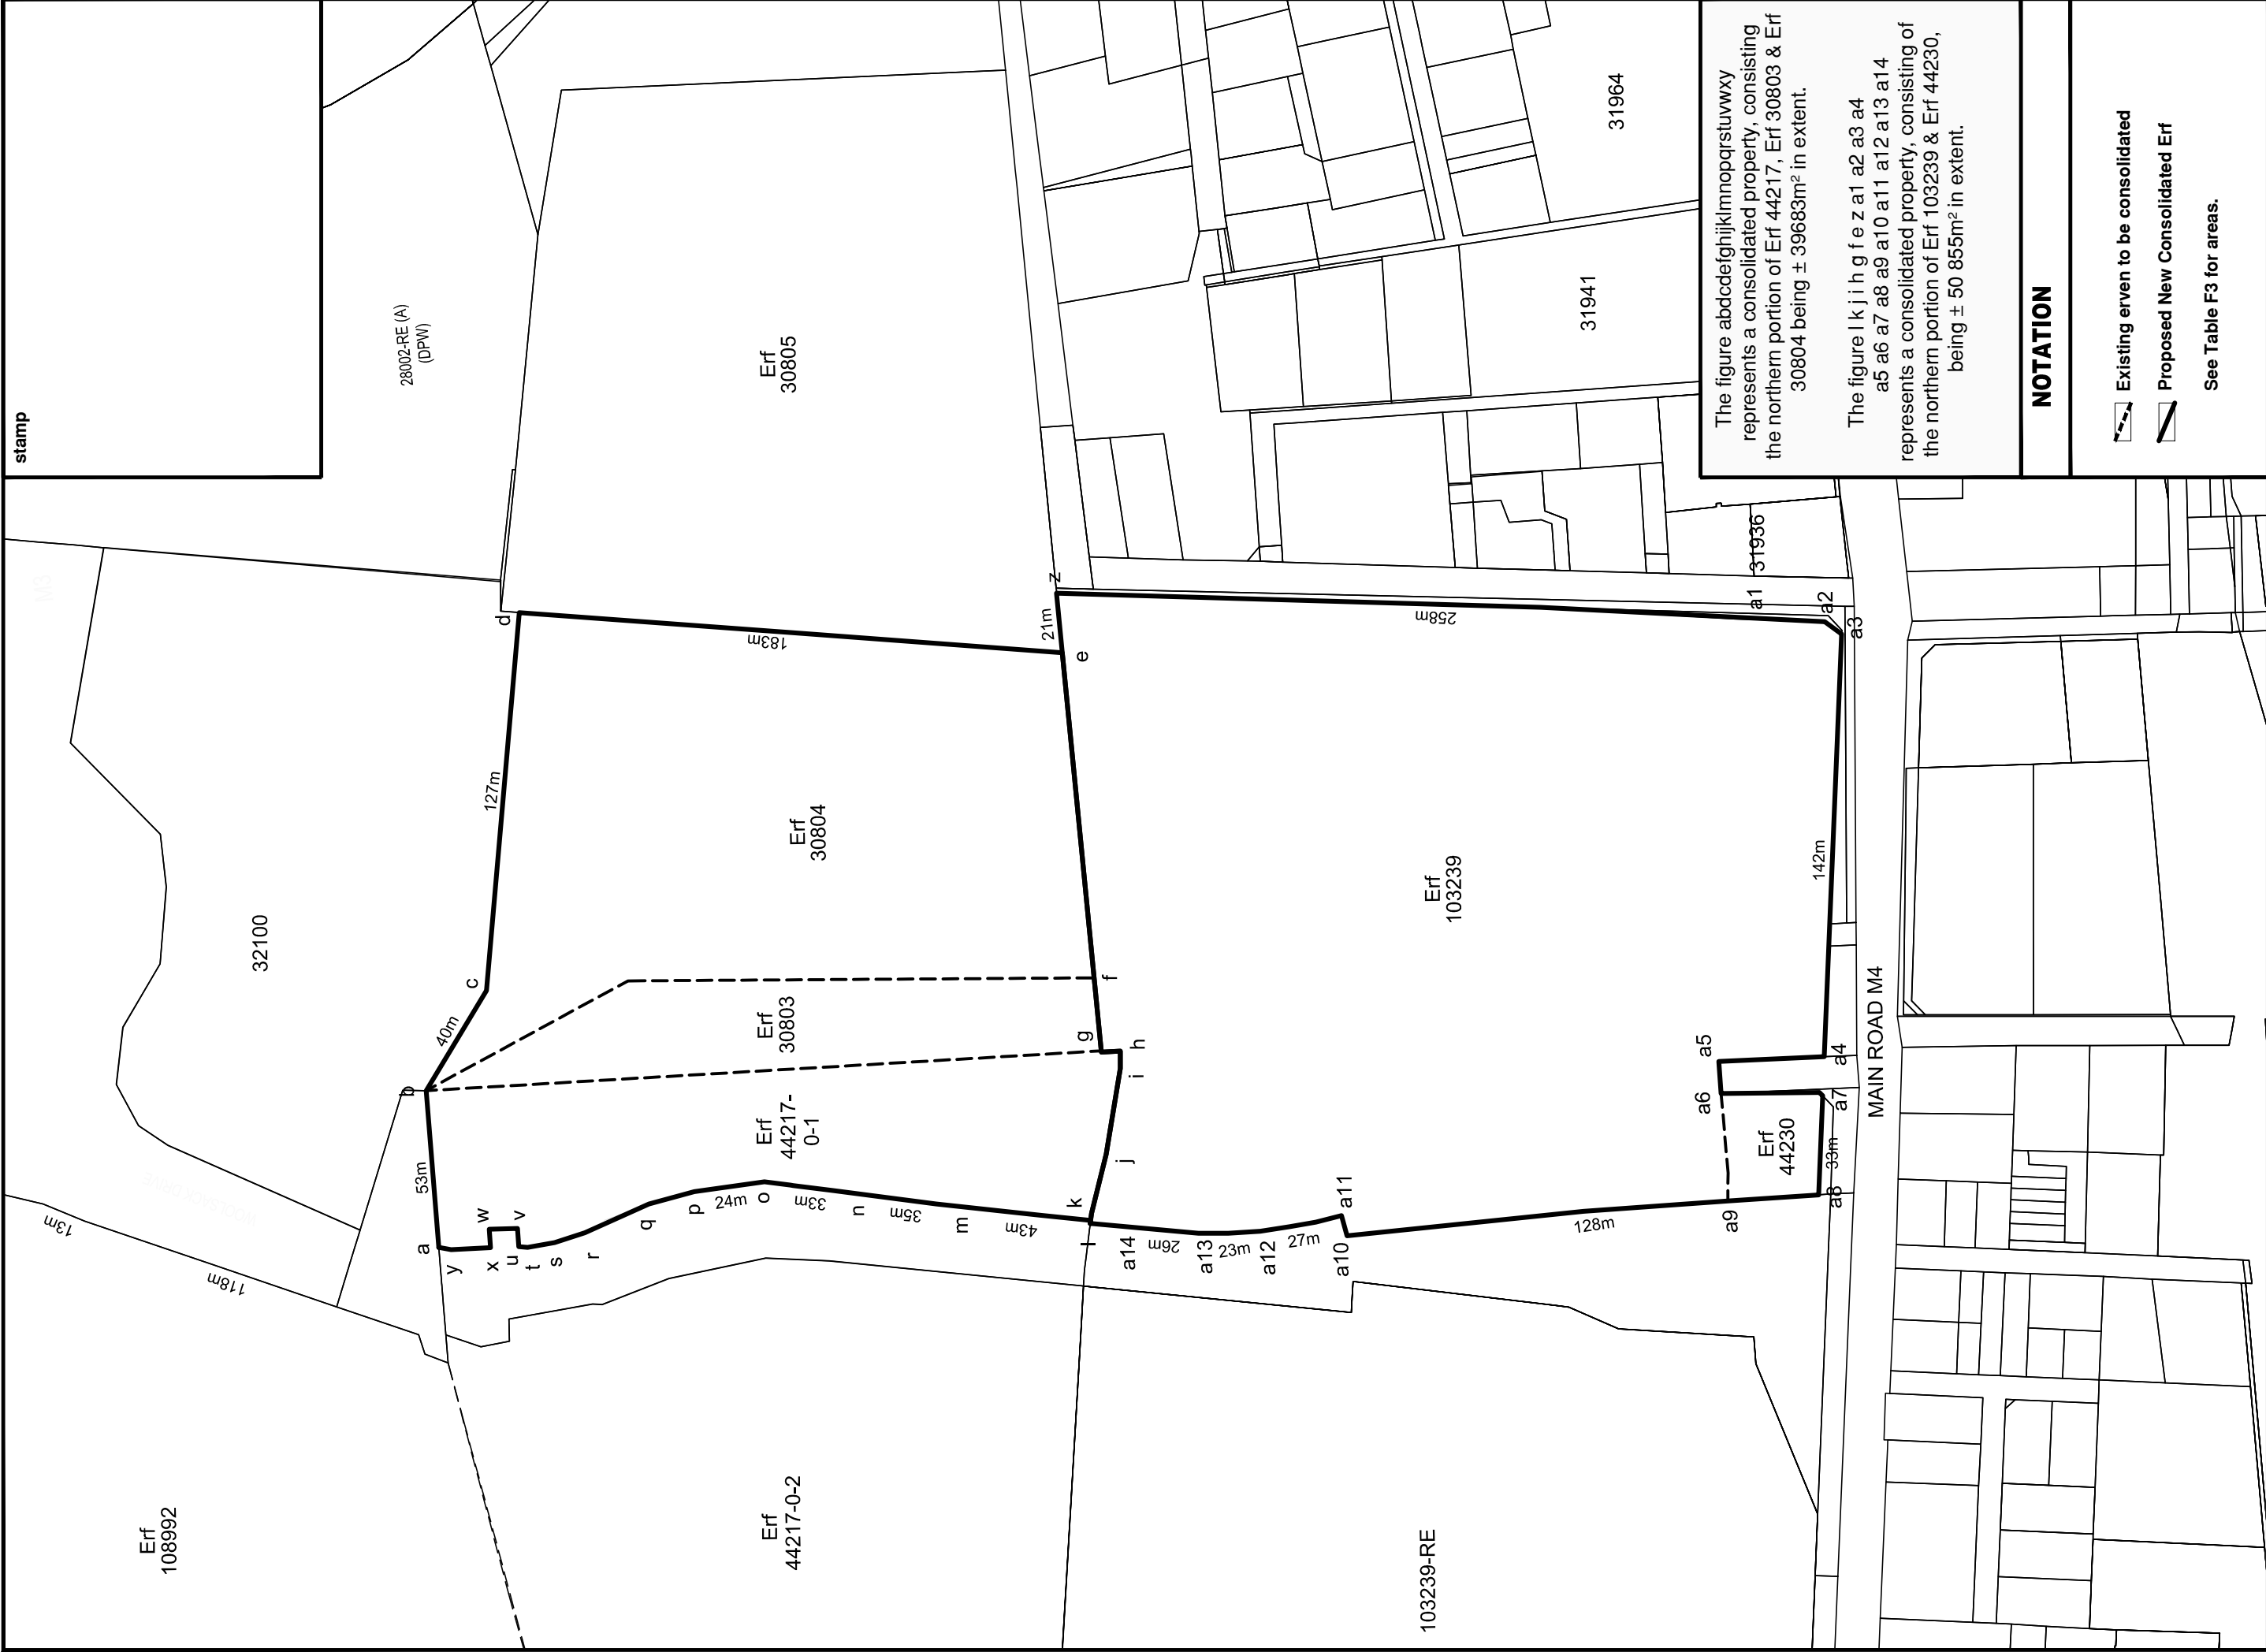 stamp
28002-RE (A)
(DPW)
Erf
30805
32100
Erf
30804
Erf
30803
Erf
44217-
0-1
Erf
108992
Erf
44217-0-2
Erf
103239
103239-RE
Erf
44230
31964
31941
31936
MAIN ROAD M4
M3
13m
118m
53m
40m
127m
183m
21m
258m
142m
33m
128m
27m
23m
26m
43m
35m
33m
24m
a
b
c
d
e
f
g
h
i
j
k
l
m
n
o
p
q
r
s
t
u
v
w
x
y
z
a1
a2
a3
a4
a5
a6
a7
a8
a9
a10
a11
a12
a13
a14
The figure abdcdefghijklmnopqrstuvwxy
represents a consolidated property, consisting
the northern portion of Erf 44217, Erf 30803 & Erf
30804 being ± 39683m² in extent.
The figure l k j i h g f e z a1 a2 a3 a4
a5 a6 a7 a8 a9 a10 a11 a12 a13 a14
represents a consolidated property, consisting of
the northern portion of Erf 103239 & Erf 44230,
being ± 50 855m² in extent.
NOTATION
Existing erven to be consolidated
Proposed New Consolidated Erf
See Table F3 for areas.